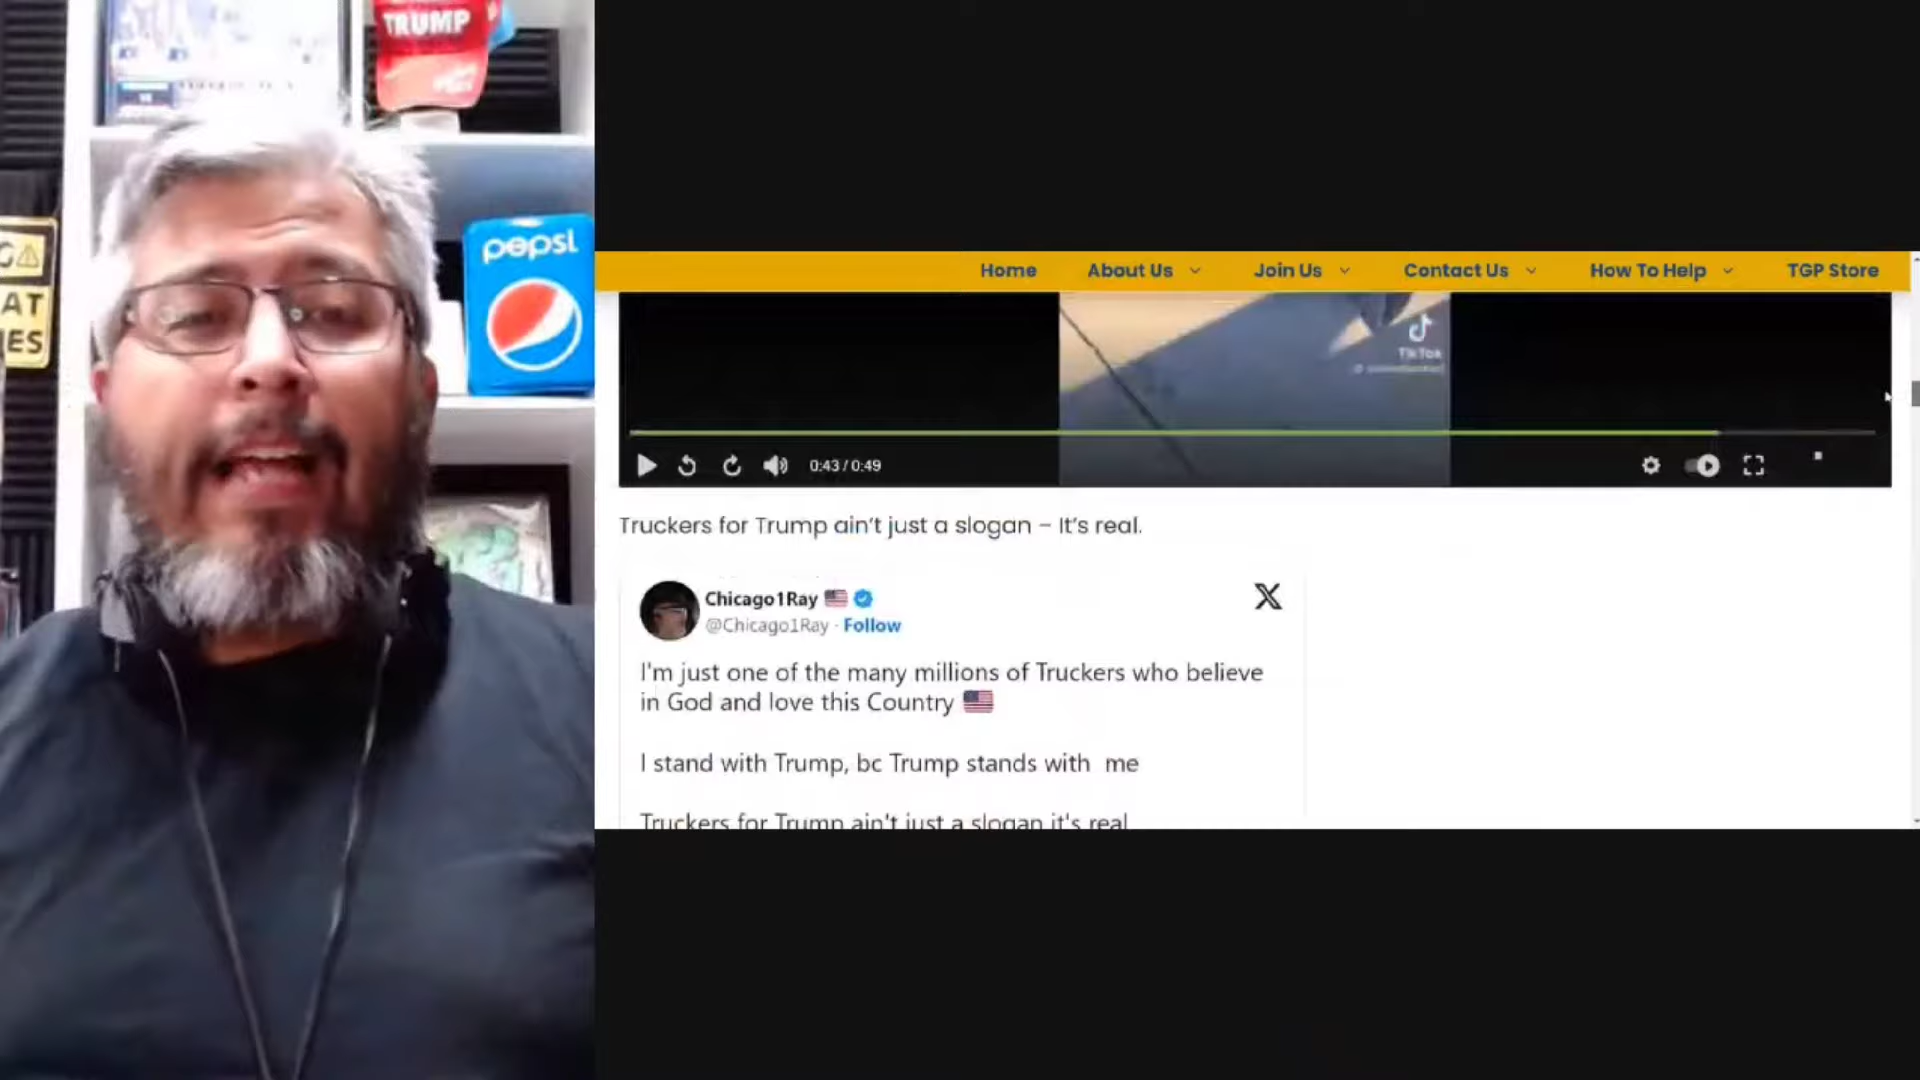 TRUMP
pepsi
G
AT
ES
Home
About Us
Join Us
Contact Us
How To Help
TGP Store
TikTok
0:43 / 0:49
Truckers for Trump ain't just a slogan – It's real.
Chicago1Ray 🇺🇸
@Chicago1Ray · Follow
X
I'm just one of the many millions of Truckers who believe
in God and love this Country 🇺🇸
I stand with Trump, bc Trump stands with me
Truckers for Trump ain't just a slogan it's real